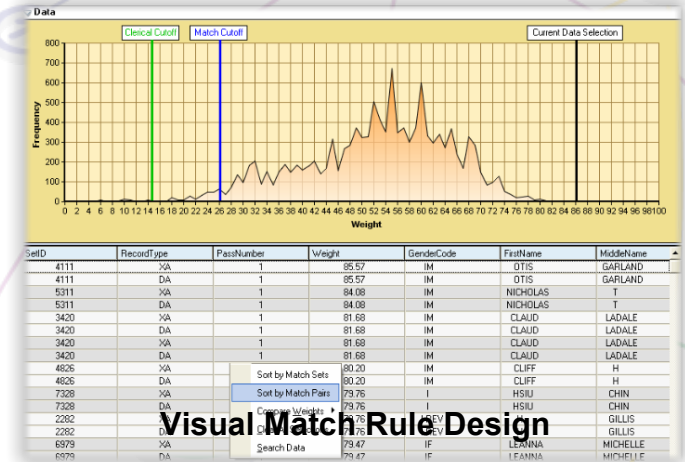 Data
Clerical Cutoff Match Cutoff Current Data Selection
800
700
600
500
400
300
200
100
0
Frequency
0 2 4 6 8 10 12 14 16 18 20 22 24 26 28 30 32 34 36 38 40 42 44 46 48 50 52 54 56 58 60 62 64 66 68 70 72 74 76 78 80 82 84 86 88 90 92 94 96 98100
Weight
SetID RecordType PassNumber Weight GenderCode FirstName MiddleName
4111 XA 1 85.57 IM OTIS GARLAND
4111 DA 1 85.57 IM OTIS GARLAND
5311 XA 1 84.08 IM NICHOLAS T
5311 DA 1 84.08 IM NICHOLAS T
3420 XA 1 81.68 IM CLAUD LADALE
3420 DA 1 81.68 IM CLAUD LADALE
3420 XA 1 81.68 IM CLAUD LADALE
3420 DA 1 81.68 IM CLAUD LADALE
4826 XA 80.20 IM CLIFF H
4826 DA 80.20 IM CLIFF H
7328 XA 79.76 I HSIU CHIN
7328 DA 79.76 I HSIU CHIN
2282 GILLIS
2282 GILLIS
6979 XA 79.47 IF LEANNA MICHELLE
6979 DA 79.47 IF LEANNA MICHELLE
Sort by Match Sets
Sort by Match Pairs
Compare Weights
Search Data
Visual Match Rule Design